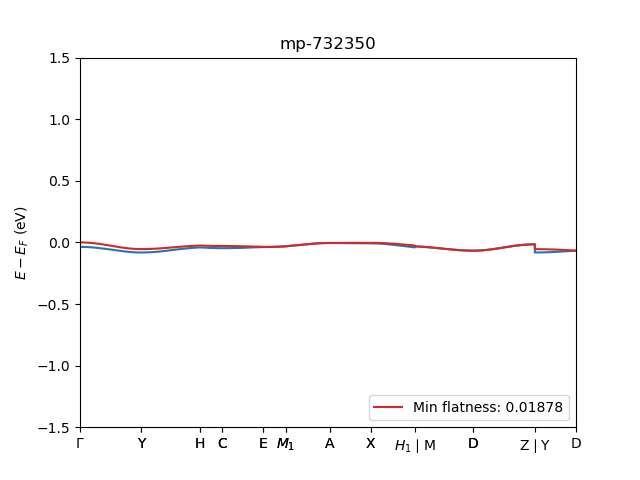 mp-732350
1.5
1.0
0.5
0.0
−0.5
−1.0
−1.5
E − E_F (eV)
Min flatness: 0.01878
Γ Y H C E M_1 A X H_1 | M D Z | Y D